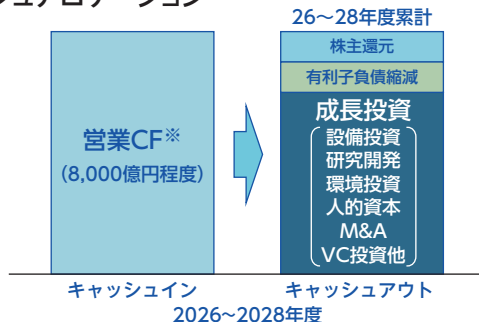 シュアロケーション
26～28年度累計
株主還元
有利子負債縮減
営業CF※
(8,000億円程度)
成長投資
設備投資
研究開発
環境投資
人的資本
M&A
VC投資他
キャッシュイン
キャッシュアウト
2026~2028年度